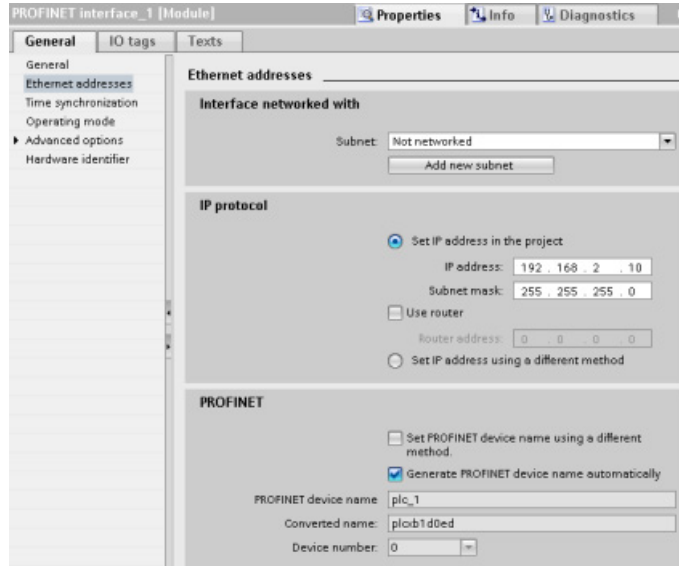 PROFINET interface_1 [Module]
Properties
Info
Diagnostics
General
IO tags
Texts
General
Ethernet addresses
Time synchronization
Operating mode
Advanced options
Hardware identifier
Ethernet addresses
Interface networked with
Subnet: Not networked
Add new subnet
IP protocol
Set IP address in the project
IP address: 192 . 168 . 2 . 10
Subnet mask: 255 . 255 . 255 . 0
Use router
Router address: 0 . 0 . 0 . 0
Set IP address using a different method
PROFINET
Set PROFINET device name using a different
method.
Generate PROFINET device name automatically
PROFINET device name plc_1
Converted name: plcxb1d0ed
Device number: 0